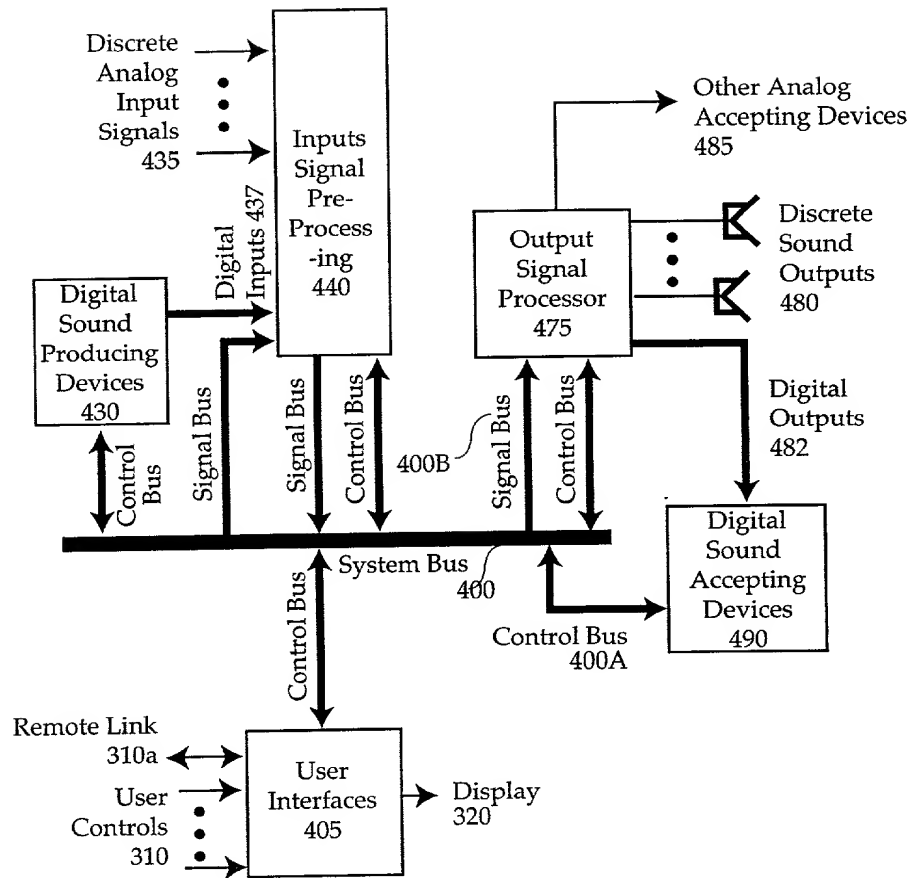 Discrete
Analog
Input
Signals
435
Inputs
Signal
Pre-
Process
-ing
440
Other Analog
Accepting Devices
485
Digital
Inputs 437
Output
Signal
Processor
475
Discrete
Sound
Outputs
480
Digital
Sound
Producing
Devices
430
Control
Bus
Signal Bus
Signal Bus
Control Bus
400B
Signal Bus
Control Bus
Digital
Outputs
482
System Bus
400
Digital
Sound
Accepting
Devices
490
Control Bus
400A
Control Bus
Remote Link
310a
User
Controls
310
User
Interfaces
405
Display
320